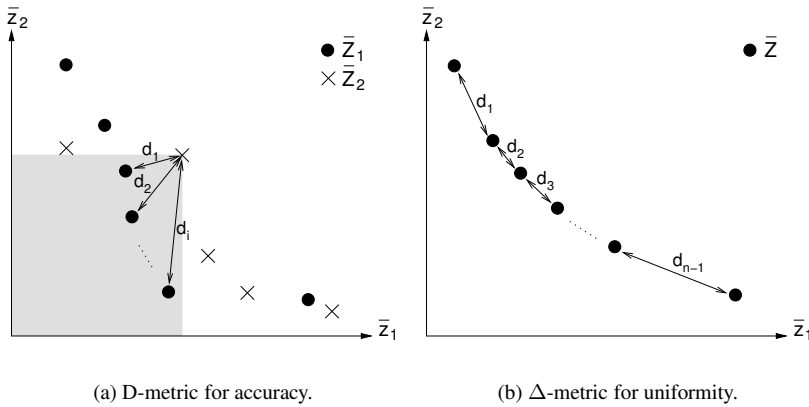 z̄₂
Z̄₁
Z̄₂
d₁
d₂
dᵢ
z̄₁
(a) D-metric for accuracy.
z̄₂
Z̄
d₁
d₂
d₃
dₙ₋₁
z̄₁
(b) Δ-metric for uniformity.